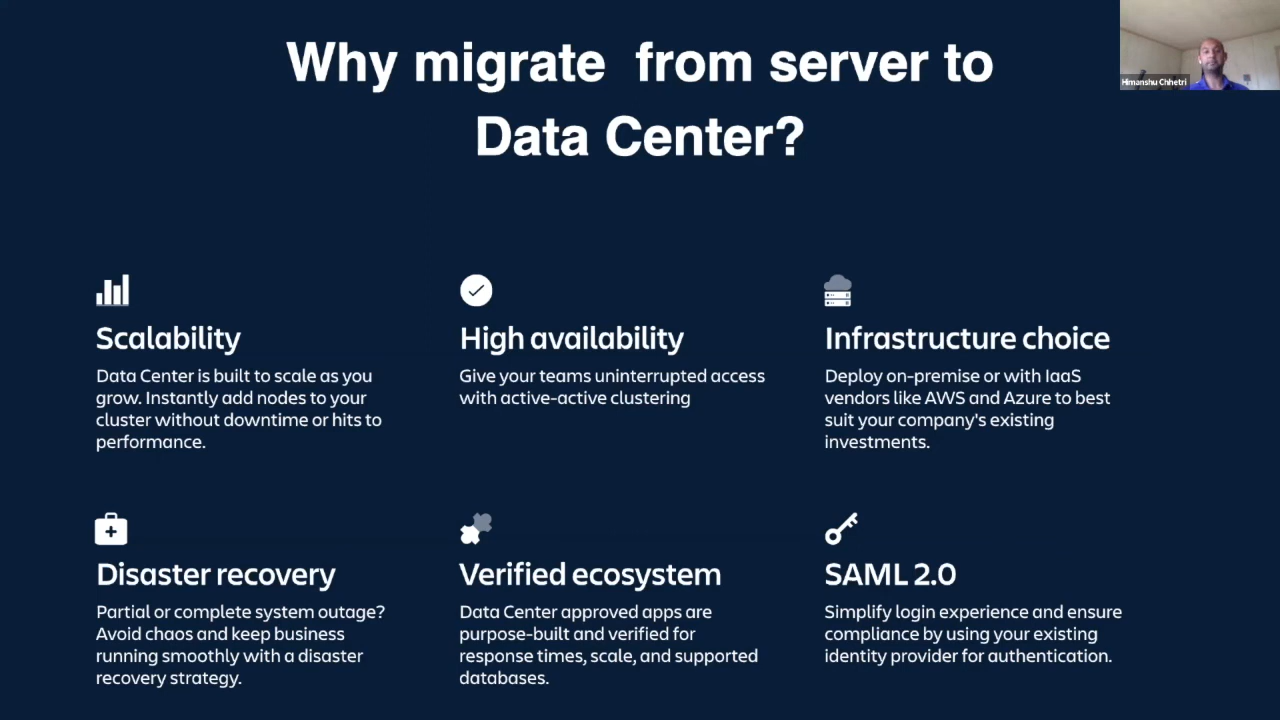 Why migrate  from server to
Data Center?
Himanshu Chhetri
Scalability
Data Center is built to scale as you
grow. Instantly add nodes to your
cluster without downtime or hits to
performance.
High availability
Give your teams uninterrupted access
with active-active clustering
Infrastructure choice
Deploy on-premise or with IaaS
vendors like AWS and Azure to best
suit your company's existing
investments.
Disaster recovery
Partial or complete system outage?
Avoid chaos and keep business
running smoothly with a disaster
recovery strategy.
Verified ecosystem
Data Center approved apps are
purpose-built and verified for
response times, scale, and supported
databases.
SAML 2.0
Simplify login experience and ensure
compliance by using your existing
identity provider for authentication.